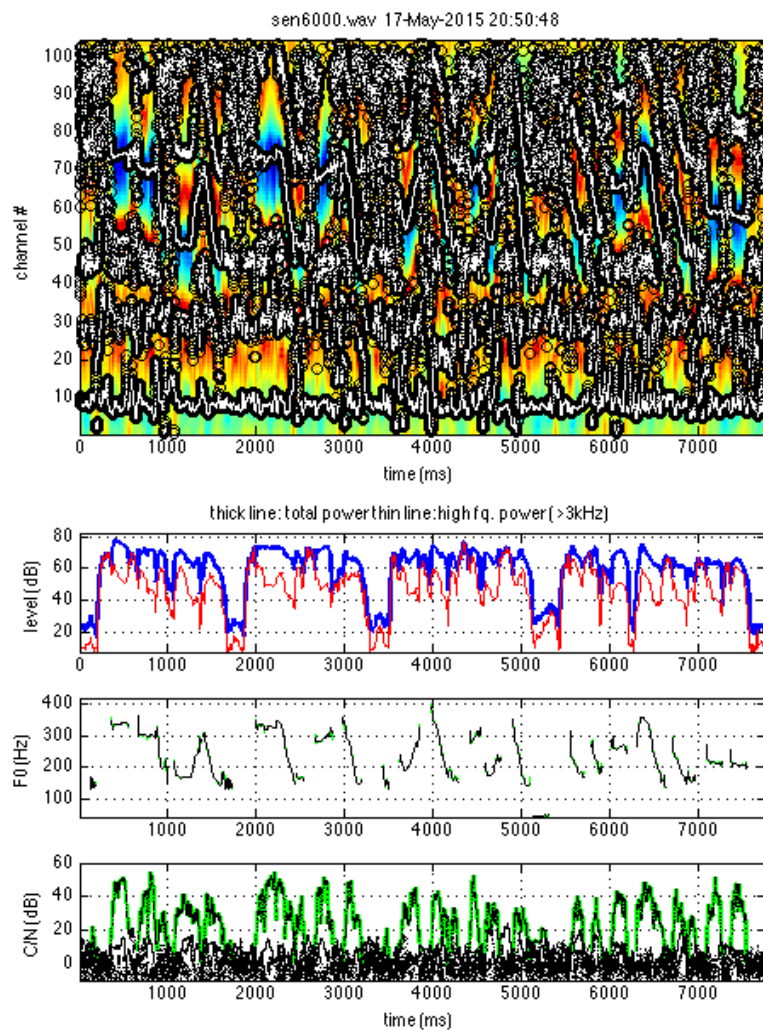 sen6000.wav 17-May-2015 20:50:48
100
90
80
70
60
50
40
30
20
10
channel #
0 1000 2000 3000 4000 5000 6000 7000
time (ms)
thick line: total power thin line:high fq. power (>3kHz)
80
60
40
20
level (dB)
1000 2000 3000 4000 5000 6000 7000
400
300
200
100
F0 (Hz)
1000 2000 3000 4000 5000 6000 7000
60
40
20
0
C/N (dB)
1000 2000 3000 4000 5000 6000 7000
time (ms)